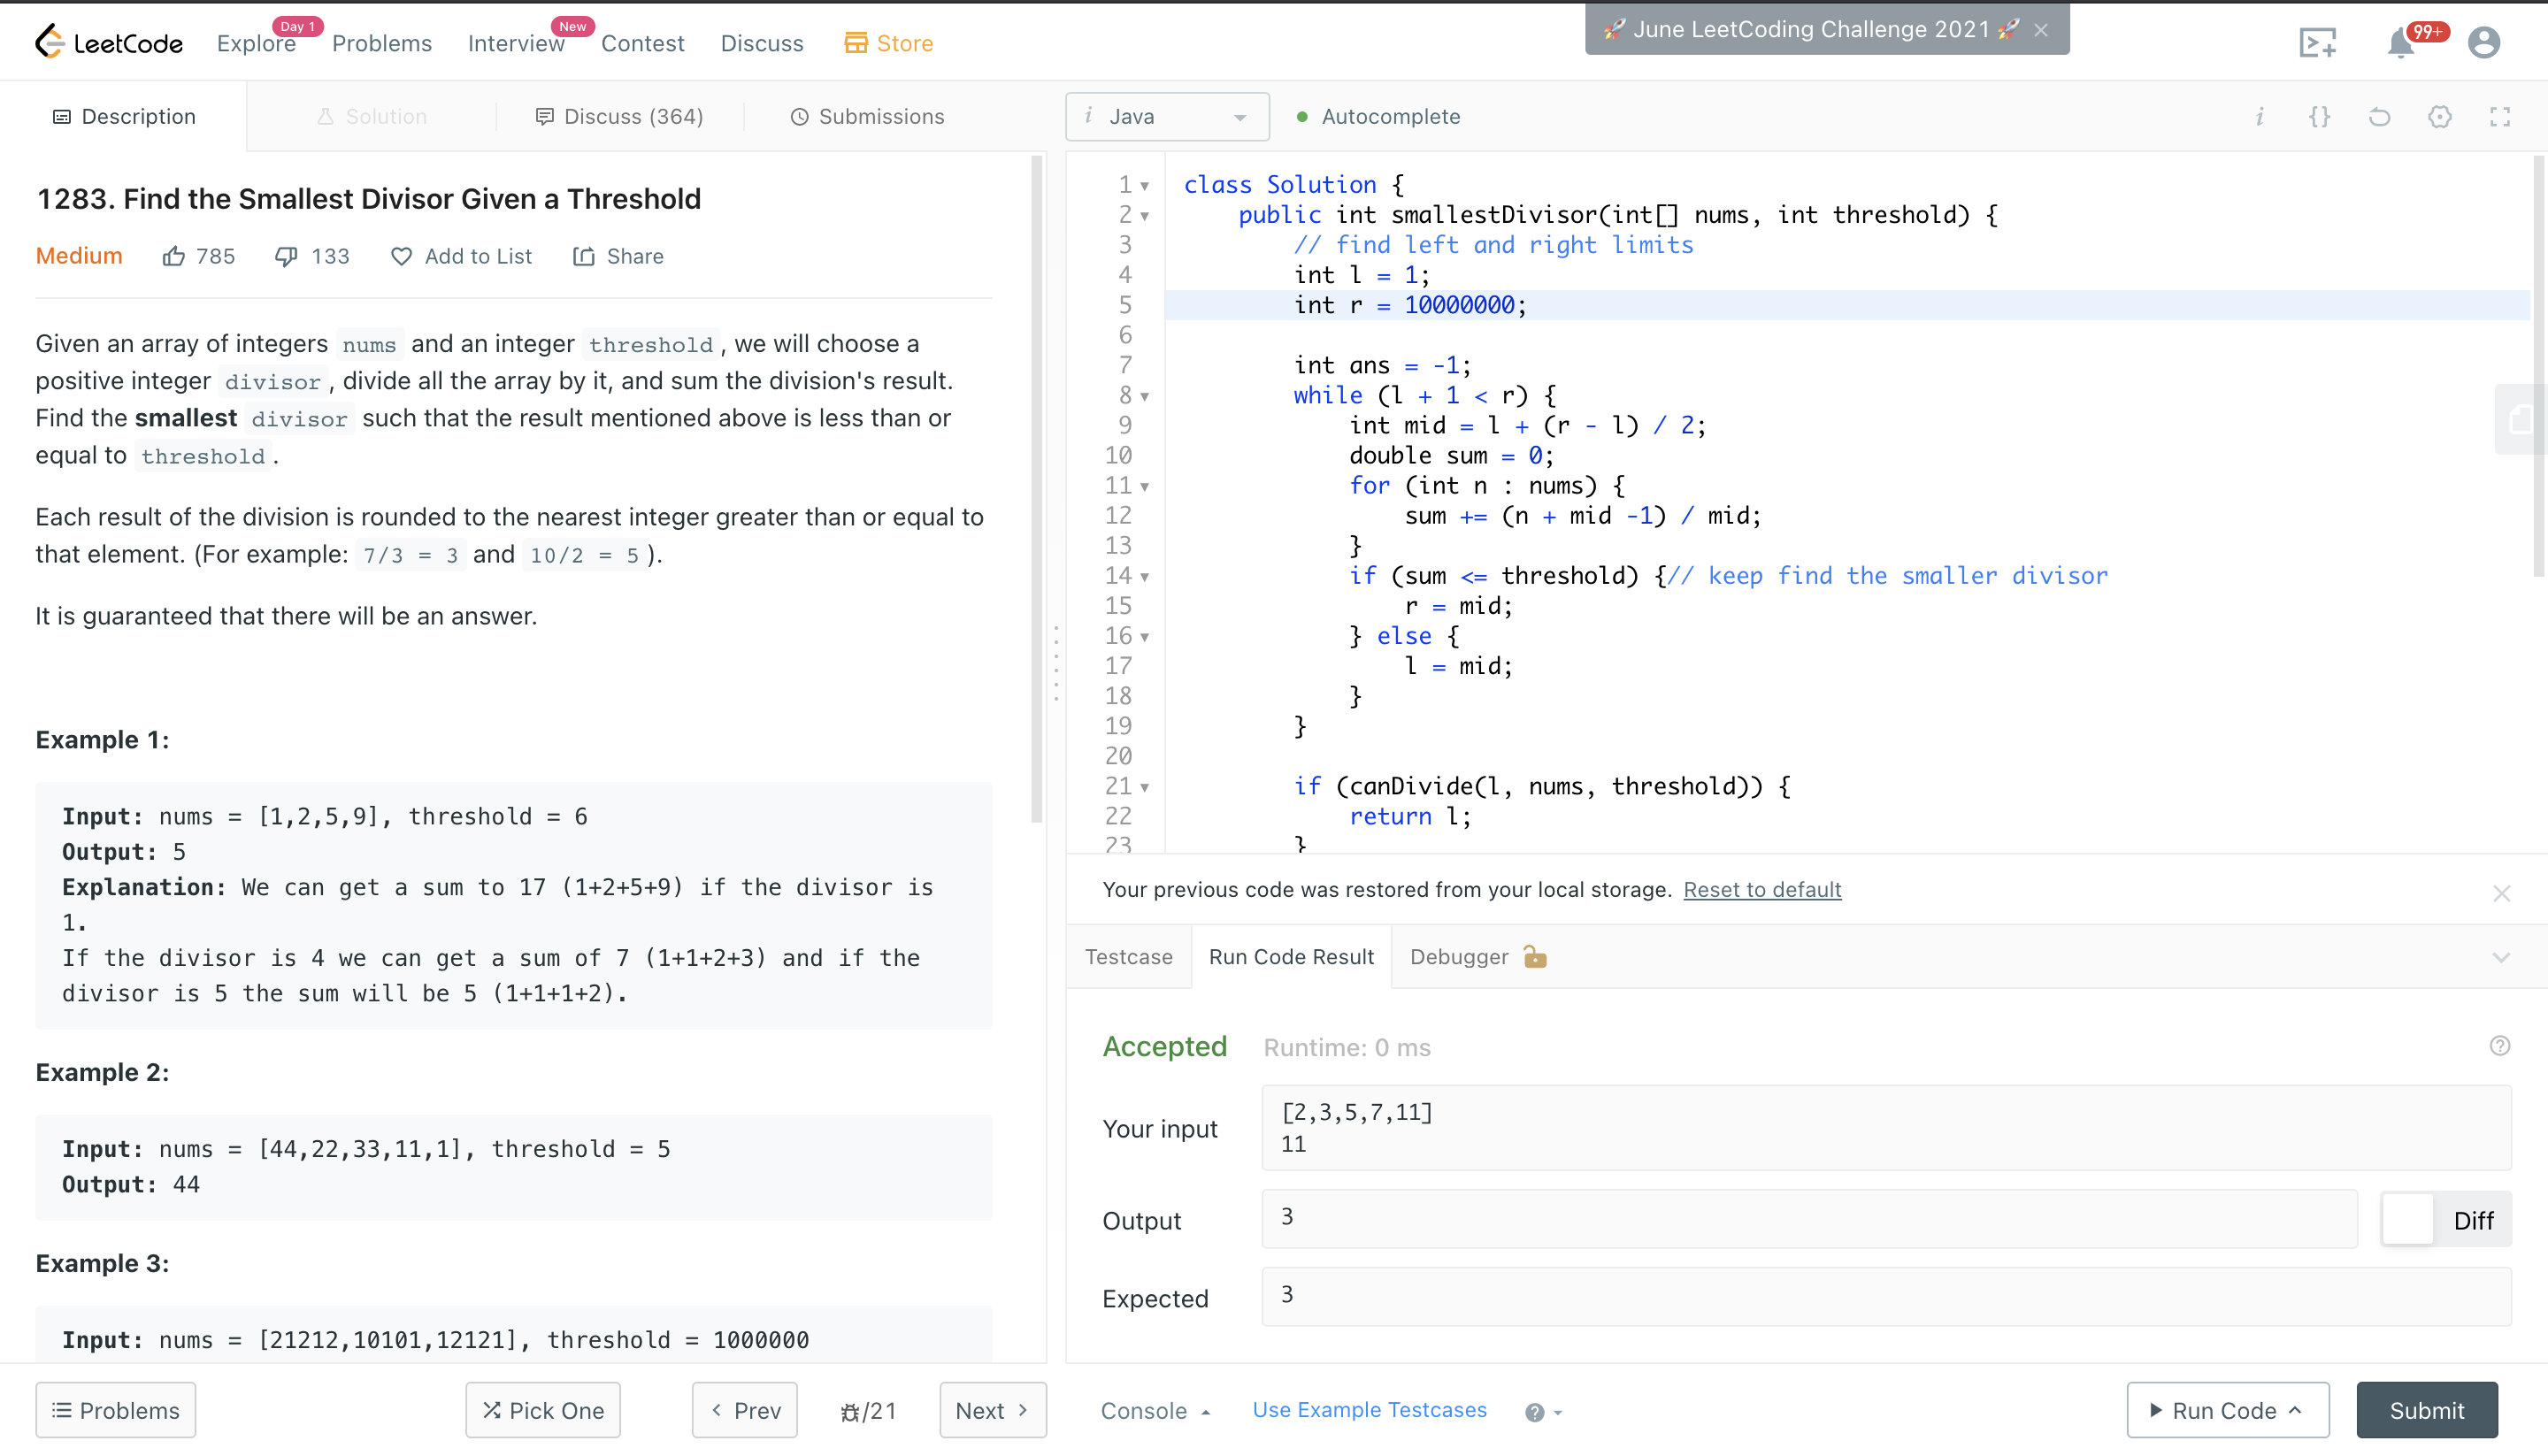 LeetCode
Explore
Day 1
Problems
Interview
New
Contest
Discuss
Store
🚀 June LeetCoding Challenge 2021 🚀
99+
Description
Solution
Discuss (364)
Submissions
i Java
Autocomplete
1283. Find the Smallest Divisor Given a Threshold
Medium 785 133 Add to List Share
Given an array of integers nums and an integer threshold, we will choose a
positive integer divisor, divide all the array by it, and sum the division's result.
Find the smallest divisor such that the result mentioned above is less than or
equal to threshold.
Each result of the division is rounded to the nearest integer greater than or equal to
that element. (For example: 7/3 = 3 and 10/2 = 5).
It is guaranteed that there will be an answer.
Example 1:
Input: nums = [1,2,5,9], threshold = 6
Output: 5
Explanation: We can get a sum to 17 (1+2+5+9) if the divisor is
1.
If the divisor is 4 we can get a sum of 7 (1+1+2+3) and if the
divisor is 5 the sum will be 5 (1+1+1+2).
Example 2:
Input: nums = [44,22,33,11,1], threshold = 5
Output: 44
Example 3:
Input: nums = [21212,10101,12121], threshold = 1000000
Problems
Pick One
Prev
/21
Next
1 class Solution {
2 public int smallestDivisor(int[] nums, int threshold) {
3 // find left and right limits
4 int l = 1;
5 int r = 10000000;
6
7 int ans = -1;
8 while (l + 1 < r) {
9 int mid = l + (r - l) / 2;
10 double sum = 0;
11 for (int n : nums) {
12 sum += (n + mid -1) / mid;
13 }
14 if (sum <= threshold) {// keep find the smaller divisor
15 r = mid;
16 } else {
17 l = mid;
18 }
19 }
20
21 if (canDivide(l, nums, threshold)) {
22 return l;
23 }
Your previous code was restored from your local storage. Reset to default
Testcase
Run Code Result
Debugger
Accepted Runtime: 0 ms
Your input
[2,3,5,7,11]
11
Output
3
Diff
Expected
3
Console
Use Example Testcases
Run Code
Submit